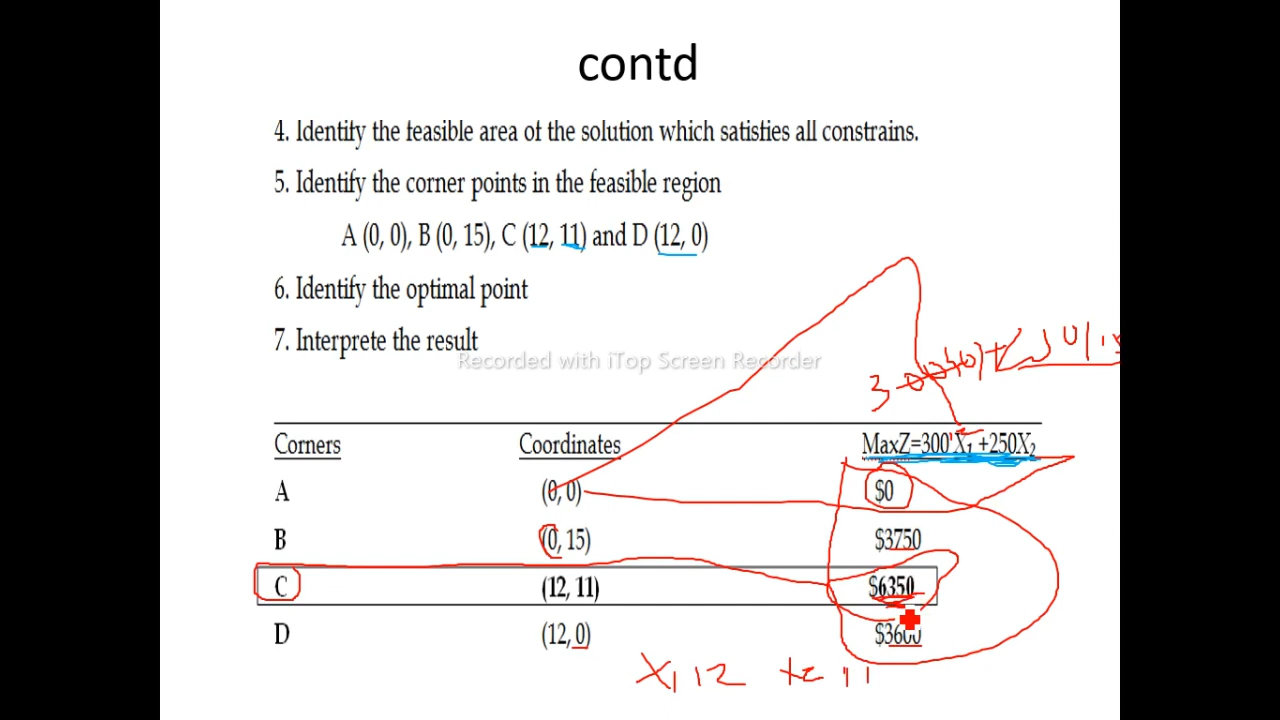 contd
4. Identify the feasible area of the solution which satisfies all constrains.
5. Identify the corner points in the feasible region
A (0, 0), B (0, 15), C (12, 11) and D (12, 0)
6. Identify the optimal point
7. Interprete the result
Recorded with iTop Screen Recorder
Corners Coordinates MaxZ=300 X₁ +250X₂
A (0, 0) $0
B (0, 15) $3750
C (12, 11) $6350
D (12, 0) $3600
X₁ 12 x2 11